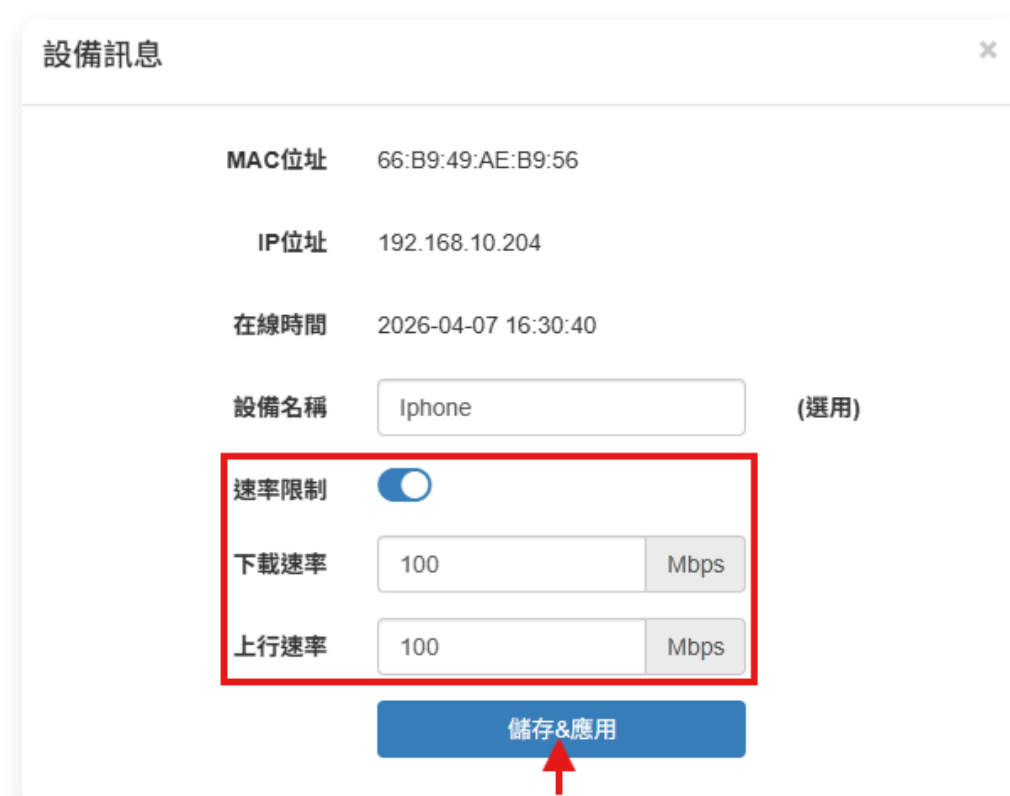 設備訊息 ×
MAC位址 66:B9:49:AE:B9:56
IP位址 192.168.10.204
在線時間 2026-04-07 16:30:40
設備名稱 Iphone (選用)
速率限制
下載速率 100 Mbps
上行速率 100 Mbps
儲存&應用